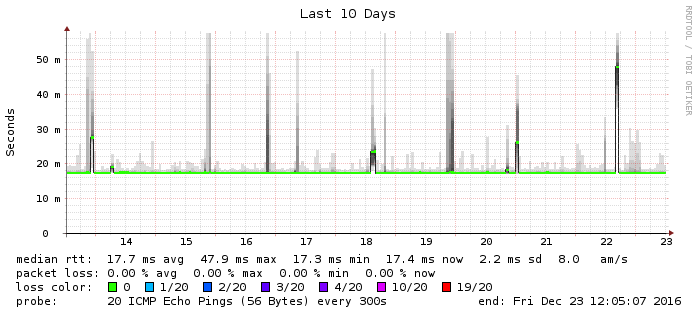 Last 10 Days
RRDTOOL / TOBI OETIKER
Seconds
50 m
40 m
30 m
20 m
10 m
0
14 15 16 17 18 19 20 21 22 23
median rtt: 17.7 ms avg 47.9 ms max 17.3 ms min 17.4 ms now 2.2 ms sd 8.0 am/s
packet loss: 0.00 % avg 0.00 % max 0.00 % min 0.00 % now
loss color: 0 1/20 2/20 3/20 4/20 10/20 19/20
probe: 20 ICMP Echo Pings (56 Bytes) every 300s end: Fri Dec 23 12:05:07 2016